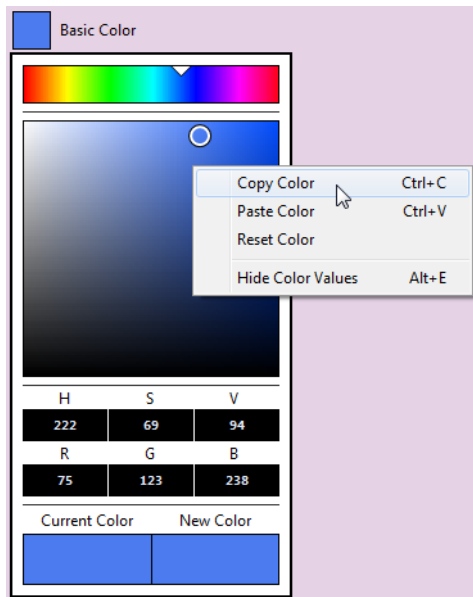 Basic Color
Copy Color Ctrl+C
Paste Color Ctrl+V
Reset Color
Hide Color Values Alt+E
H S V
222 69 94
R G B
75 123 238
Current Color New Color